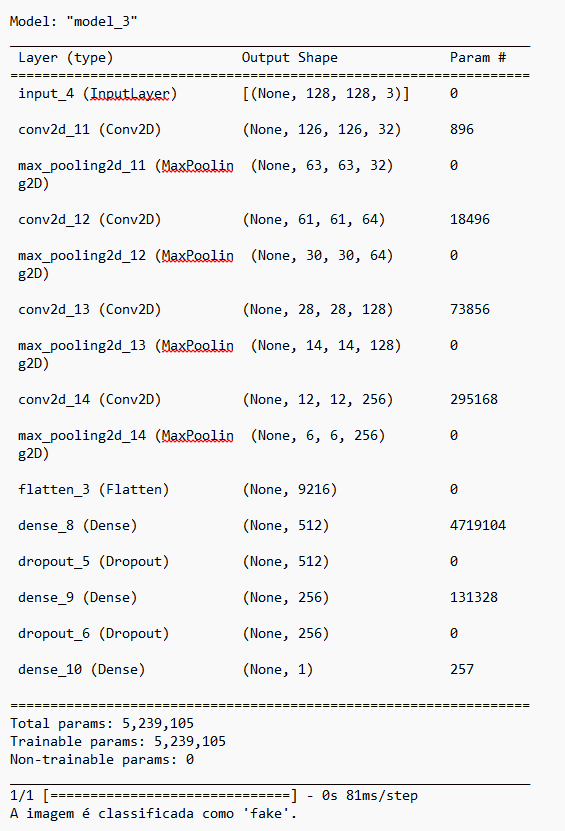 Model: "model_3"
_________________________________________________________________
Layer (type) Output Shape Param #
=================================================================
input_4 (InputLayer) [(None, 128, 128, 3)] 0
conv2d_11 (Conv2D) (None, 126, 126, 32) 896
max_pooling2d_11 (MaxPoolin (None, 63, 63, 32) 0
g2D)
conv2d_12 (Conv2D) (None, 61, 61, 64) 18496
max_pooling2d_12 (MaxPoolin (None, 30, 30, 64) 0
g2D)
conv2d_13 (Conv2D) (None, 28, 28, 128) 73856
max_pooling2d_13 (MaxPoolin (None, 14, 14, 128) 0
g2D)
conv2d_14 (Conv2D) (None, 12, 12, 256) 295168
max_pooling2d_14 (MaxPoolin (None, 6, 6, 256) 0
g2D)
flatten_3 (Flatten) (None, 9216) 0
dense_8 (Dense) (None, 512) 4719104
dropout_5 (Dropout) (None, 512) 0
dense_9 (Dense) (None, 256) 131328
dropout_6 (Dropout) (None, 256) 0
dense_10 (Dense) (None, 1) 257
=================================================================
Total params: 5,239,105
Trainable params: 5,239,105
Non-trainable params: 0
_________________________________________________________________
1/1 [==============================] - 0s 81ms/step
A imagem é classificada como 'fake'.